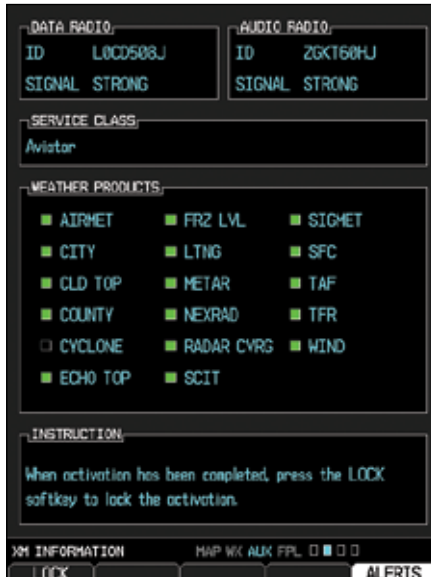 DATA RADIO
ID L0CD508J
SIGNAL STRONG
AUDIO RADIO
ID ZGKT60HJ
SIGNAL STRONG
SERVICE CLASS
Aviator
WEATHER PRODUCTS
AIRMET FRZ LVL SIGMET
CITY LTNG SFC
CLD TOP METAR TAF
COUNTY NEXRAD TFR
CYCLONE RADAR CVRG WIND
ECHO TOP SCIT
INSTRUCTION
When activation has been completed, press the LOCK
softkey to lock the activation.
XM INFORMATION MAP WX AUX FPL
LOCK ALERTS